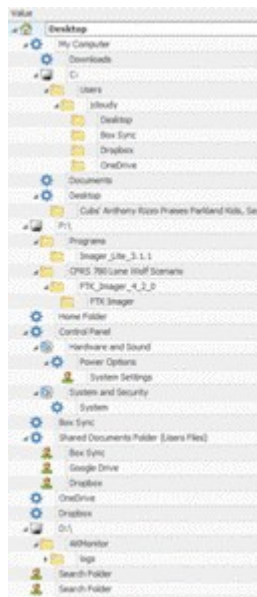 Value
Desktop
My Computer
Downloads
C:
Users
jcloudy
Desktop
Box Sync
Dropbox
OneDrive
Documents
Desktop
Cubs' Anthony Rizzo Praises Parkland Kids, Se
F:\
Programs
Imager_Lite_3.1.1
CFRS 780 Lone Wolf Scenario
FTK_Imager_4_2_0
FTK Imager
Home Folder
Control Panel
Hardware and Sound
Power Options
System Settings
System and Security
System
Box Sync
Shared Documents Folder (Users Files)
Box Sync
Google Drive
Dropbox
OneDrive
Dropbox
D:\
logs
Search Folder
Search Folder